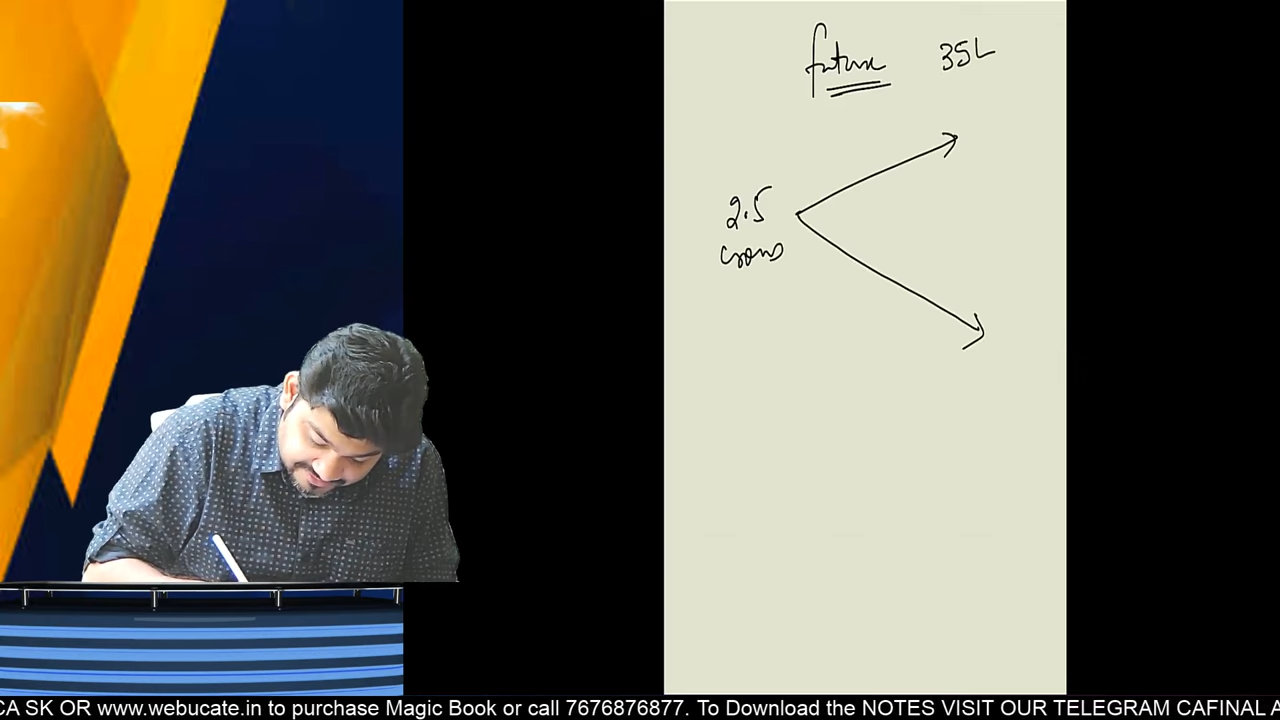 future 35L
2.5
crores
CA SK OR www.webucate.in to purchase Magic Book or call 7676876877. To Download the NOTES VISIT OUR TELEGRAM CAFINAL A